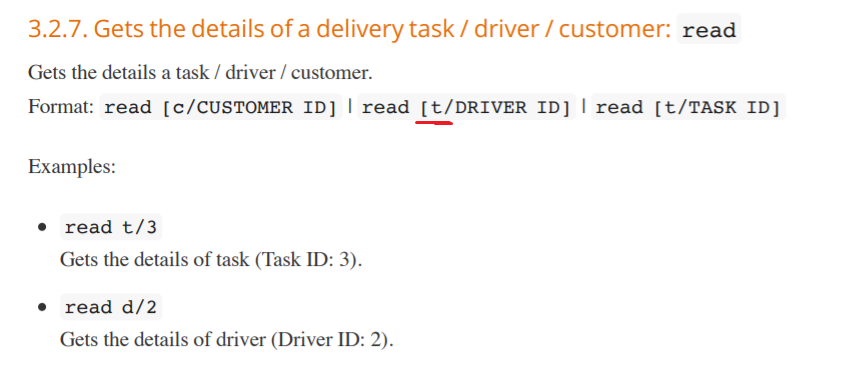 3.2.7. Gets the details of a delivery task / driver / customer: read
Gets the details a task / driver / customer.
Format: read [c/CUSTOMER ID] | read [t/DRIVER ID] | read [t/TASK ID]
Examples:
• read t/3
Gets the details of task (Task ID: 3).
• read d/2
Gets the details of driver (Driver ID: 2).